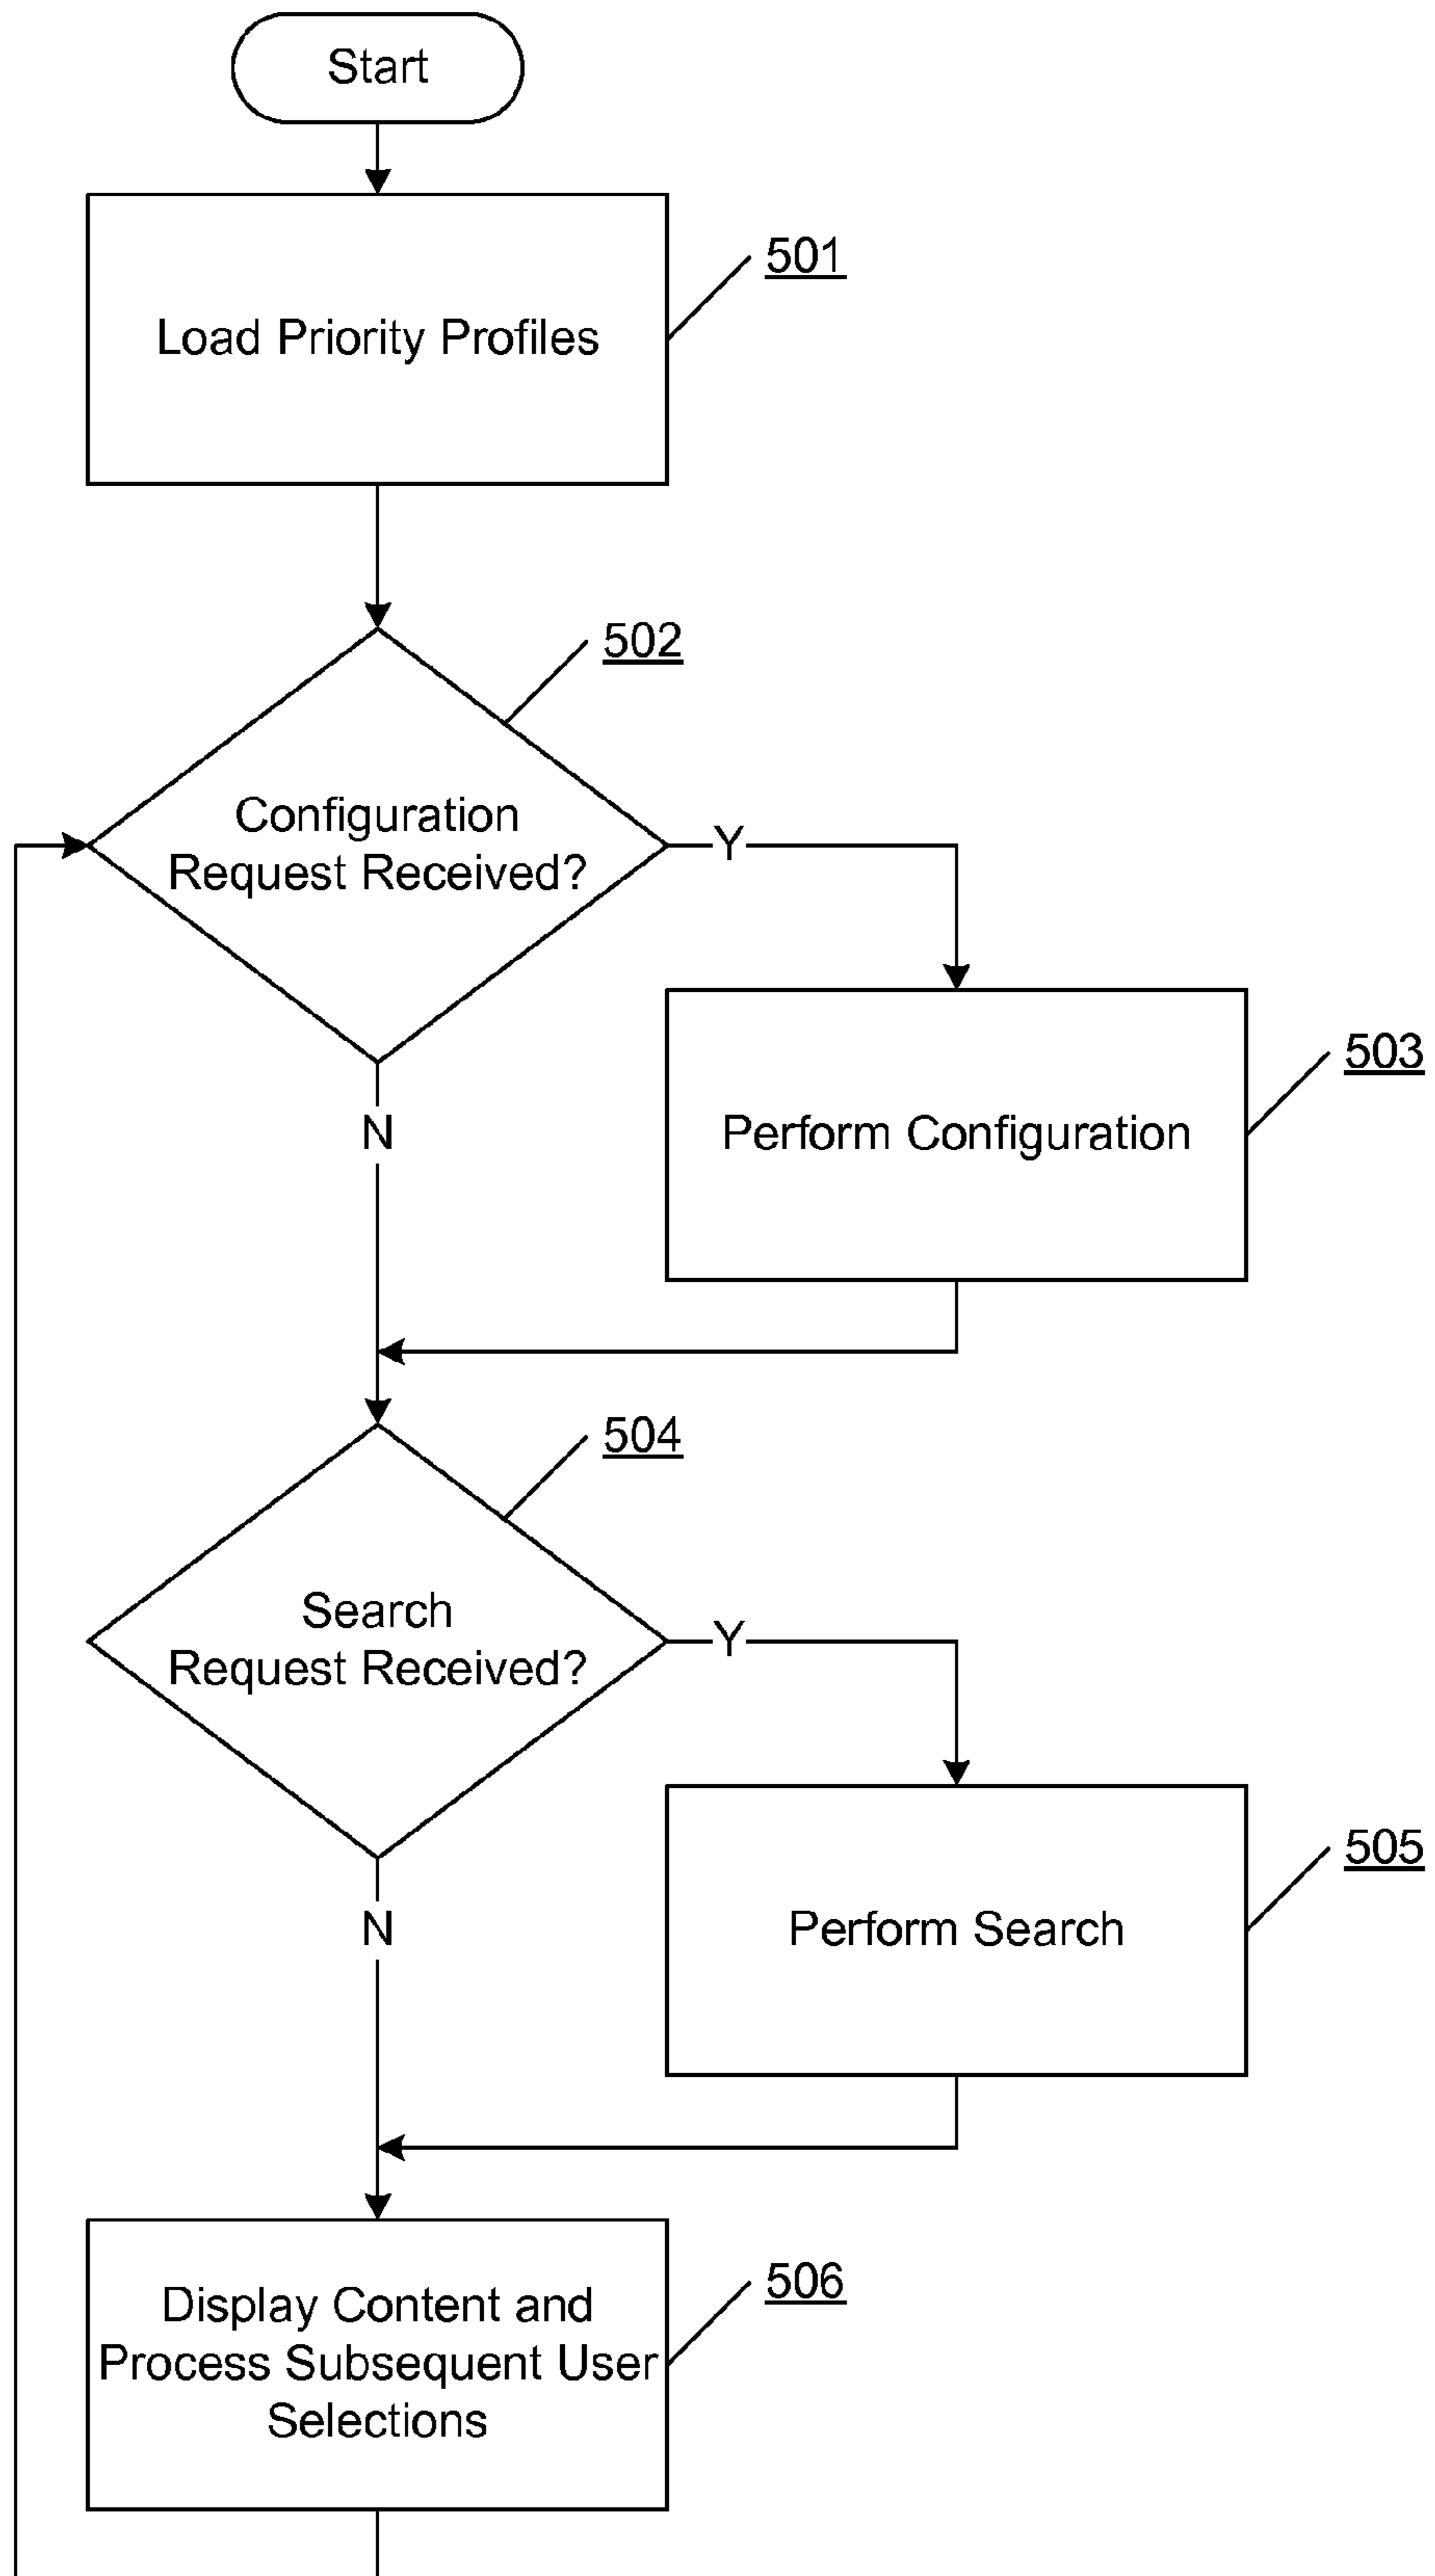 Start
501
Load Priority Profiles
502
Configuration
Request Received?
Y
503
Perform Configuration
N
504
Search
Request Received?
Y
505
Perform Search
N
506
Display Content and
Process Subsequent User
Selections